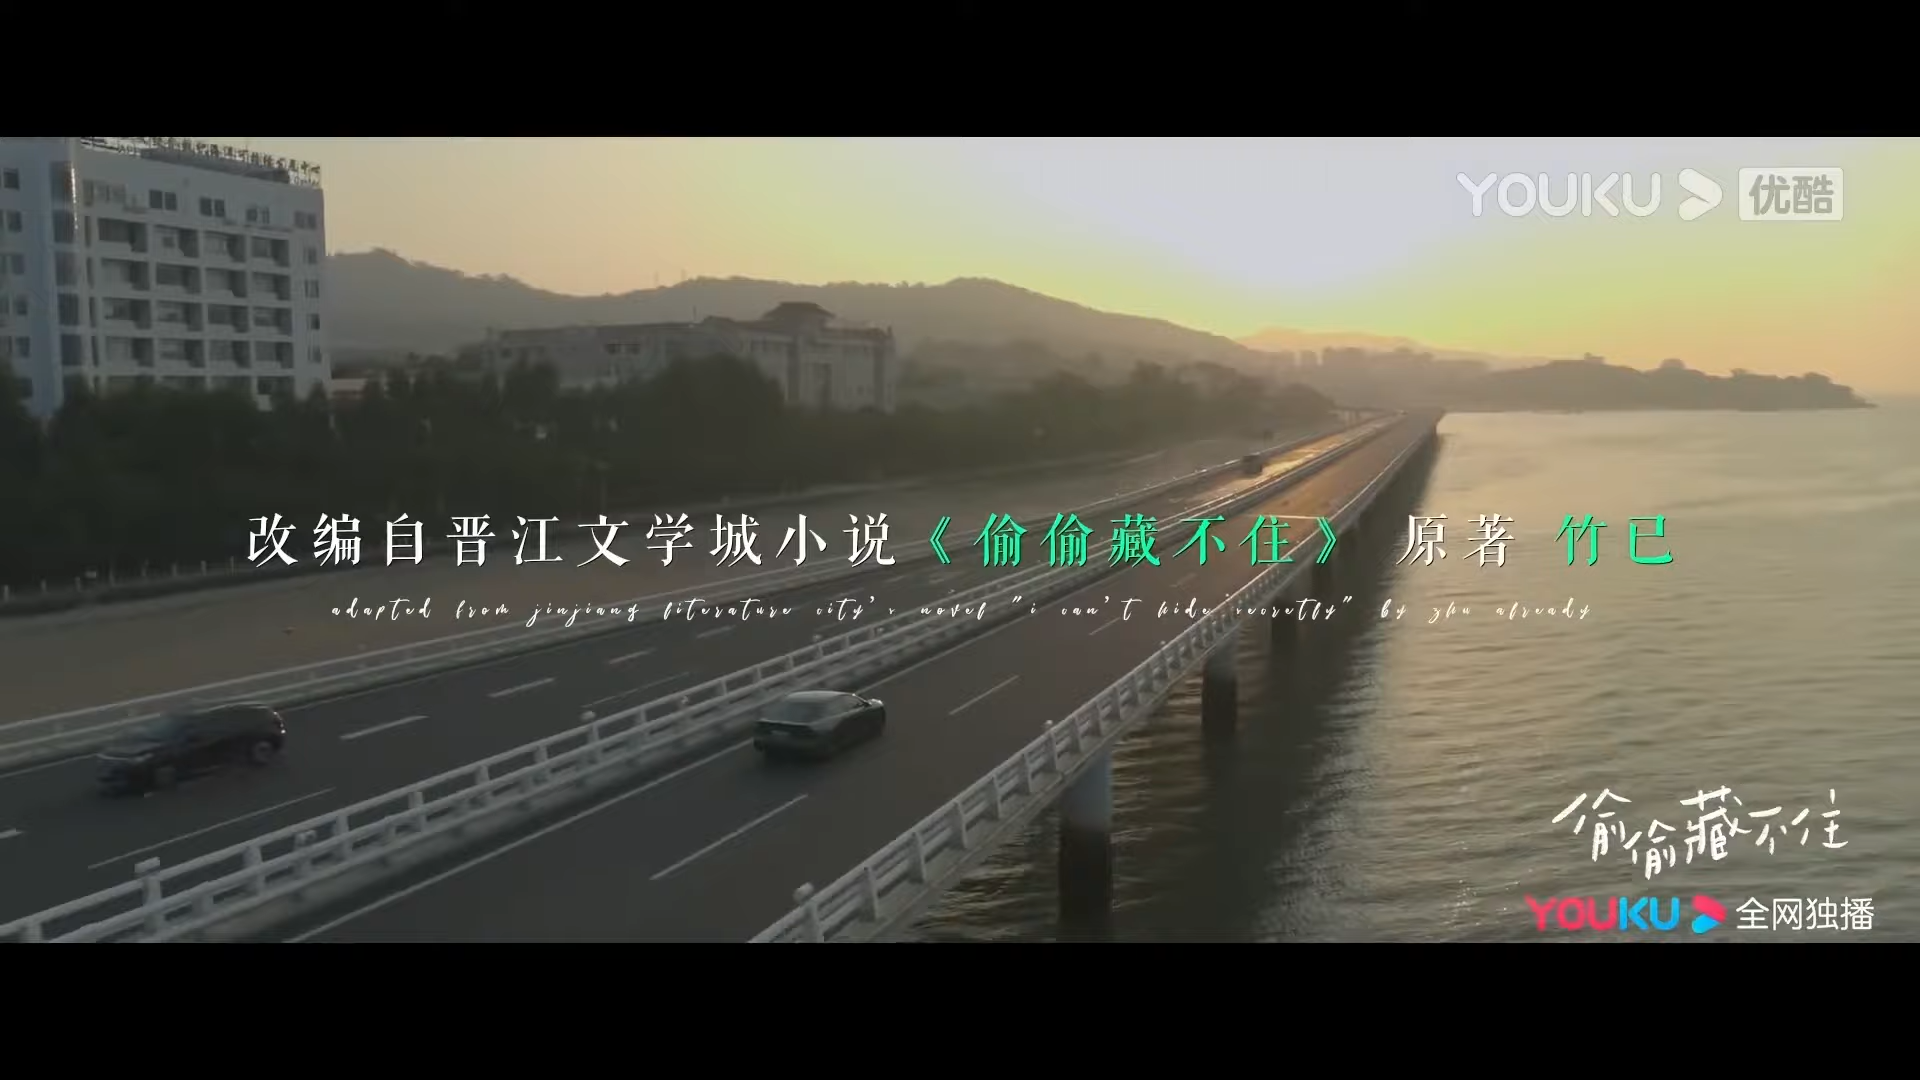 YOUKU 优酷
改编自晋江文学城小说《偷偷藏不住》 原著 竹已
adapted from jinjiang literature city's novel "i can't hide secretly" by zhu already
偷偷藏不住
YOUKU 全网独播